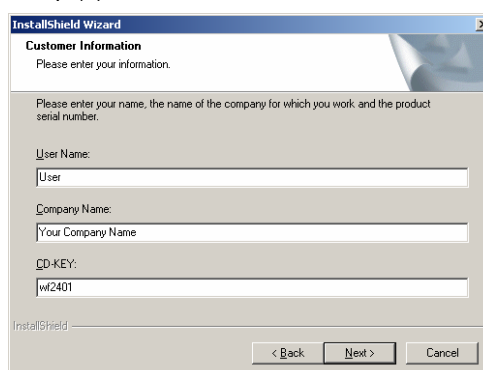 InstallShield Wizard
Customer Information
Please enter your information.
Please enter your name, the name of the company for which you work and the product
serial number.
User Name:
User
Company Name:
Your Company Name
CD-KEY:
wf2401
InstallShield
< Back Next > Cancel